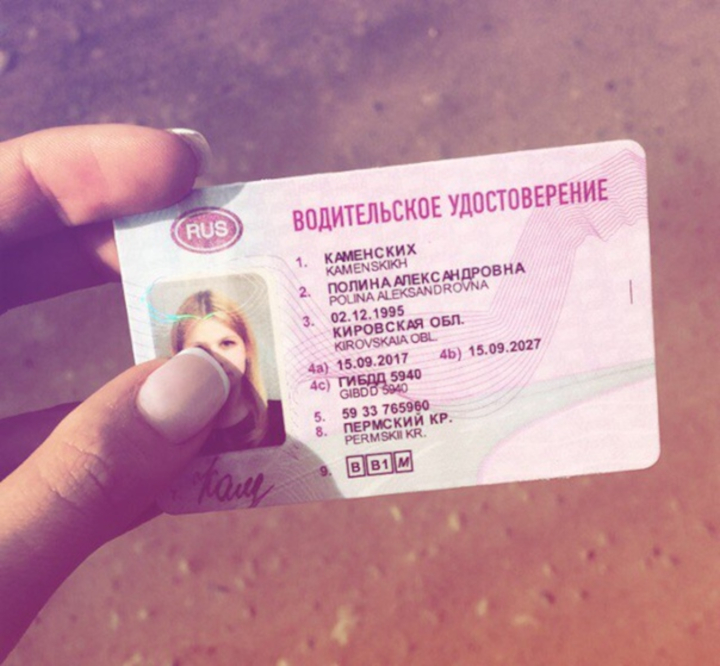 RUS
ВОДИТЕЛЬСКОЕ УДОСТОВЕРЕНИЕ
1. КАМЕНСКИХ
KAMENSKIKH
2. ПОЛИНА АЛЕКСАНДРОВНА
POLINA ALEKSANDROVNA
3. 02.12.1995
КИРОВСКАЯ ОБЛ.
KIROVSKAIA OBL.
4a) 15.09.2017 4b) 15.09.2027
4c) ГИБДД 5940
GIBDD 5940
5. 59 33 765960
8. ПЕРМСКИЙ КР.
PERMSKII KR.
9. B B1 M